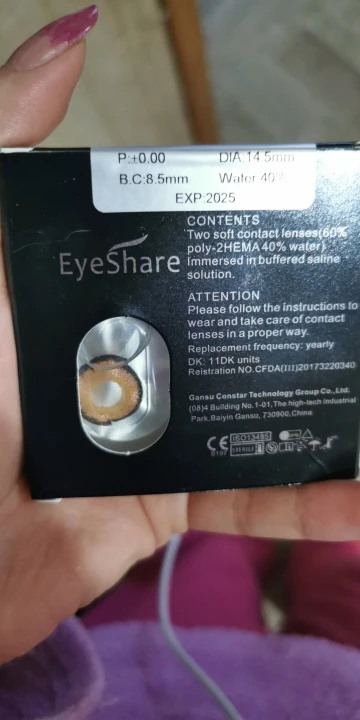 P:±0.00 DIA:14.5mm
B.C:8.5mm Water 40%
EXP:2025
CONTENTS
Two soft contact lenses(60%
poly-2HEMA 40% water)
Immersed in buffered saline
solution.
EyeShare
ATTENTION
Please follow the instructions to
wear and take care of contact
lenses in a proper way.
Replacement frequency: yearly
DK: 11DK units
Reistration NO.CFDA(III)20173220340
Gansu Constar Technology Group Co., Ltd.
(08)4 Building No.1-01,The high-tech industrial
Park,Baiyin Gansu, 730900,China
CE ISO13485
0197 STERILE